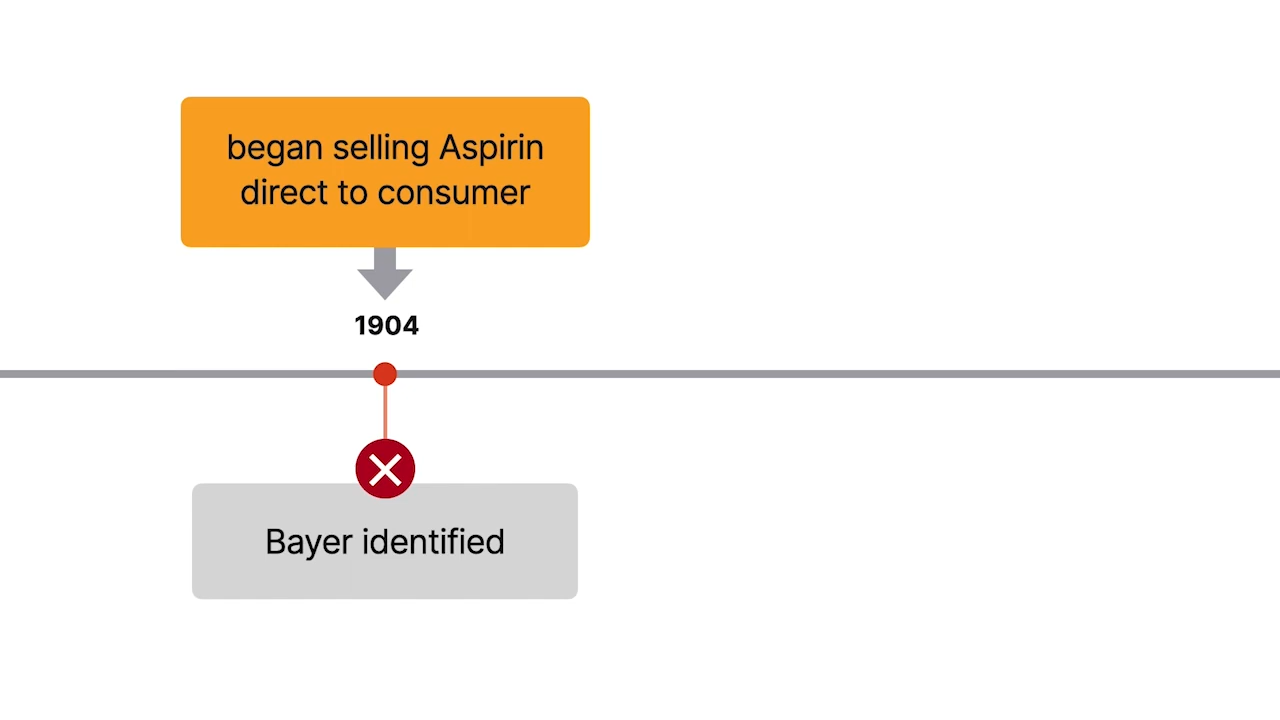 began selling Aspirin
direct to consumer
1904
Bayer identified